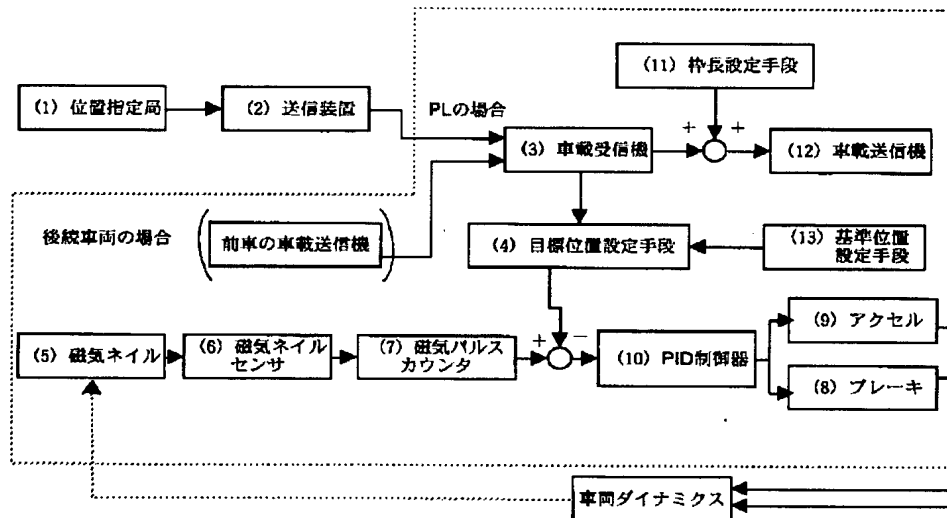 (11) 枠長設定手段
(1) 位置指定局
(2) 送信装置
PLの場合
(3) 車載受信機
+
+
(12) 車載送信機
後続車両の場合
前車の車載送信機
(4) 目標位置設定手段
(13) 基準位置
設定手段
(5) 磁気ネイル
(6) 磁気ネイル
センサ
(7) 磁気パルス
カウンタ
+
−
(10) PID制御器
(9) アクセル
(8) ブレーキ
車両ダイナミクス